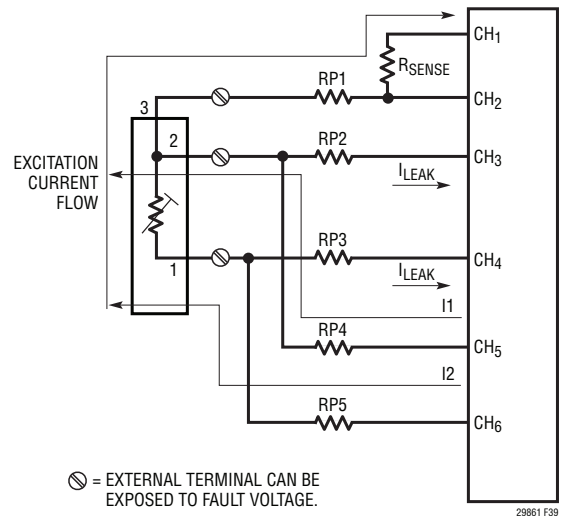 CH1
RSENSE
RP1
CH2
3
2
RP2
CH3
ILEAK
EXCITATION
CURRENT
FLOW
RP3
CH4
1
ILEAK
I1
RP4
CH5
I2
RP5
CH6
= EXTERNAL TERMINAL CAN BE
EXPOSED TO FAULT VOLTAGE.
29861 F39